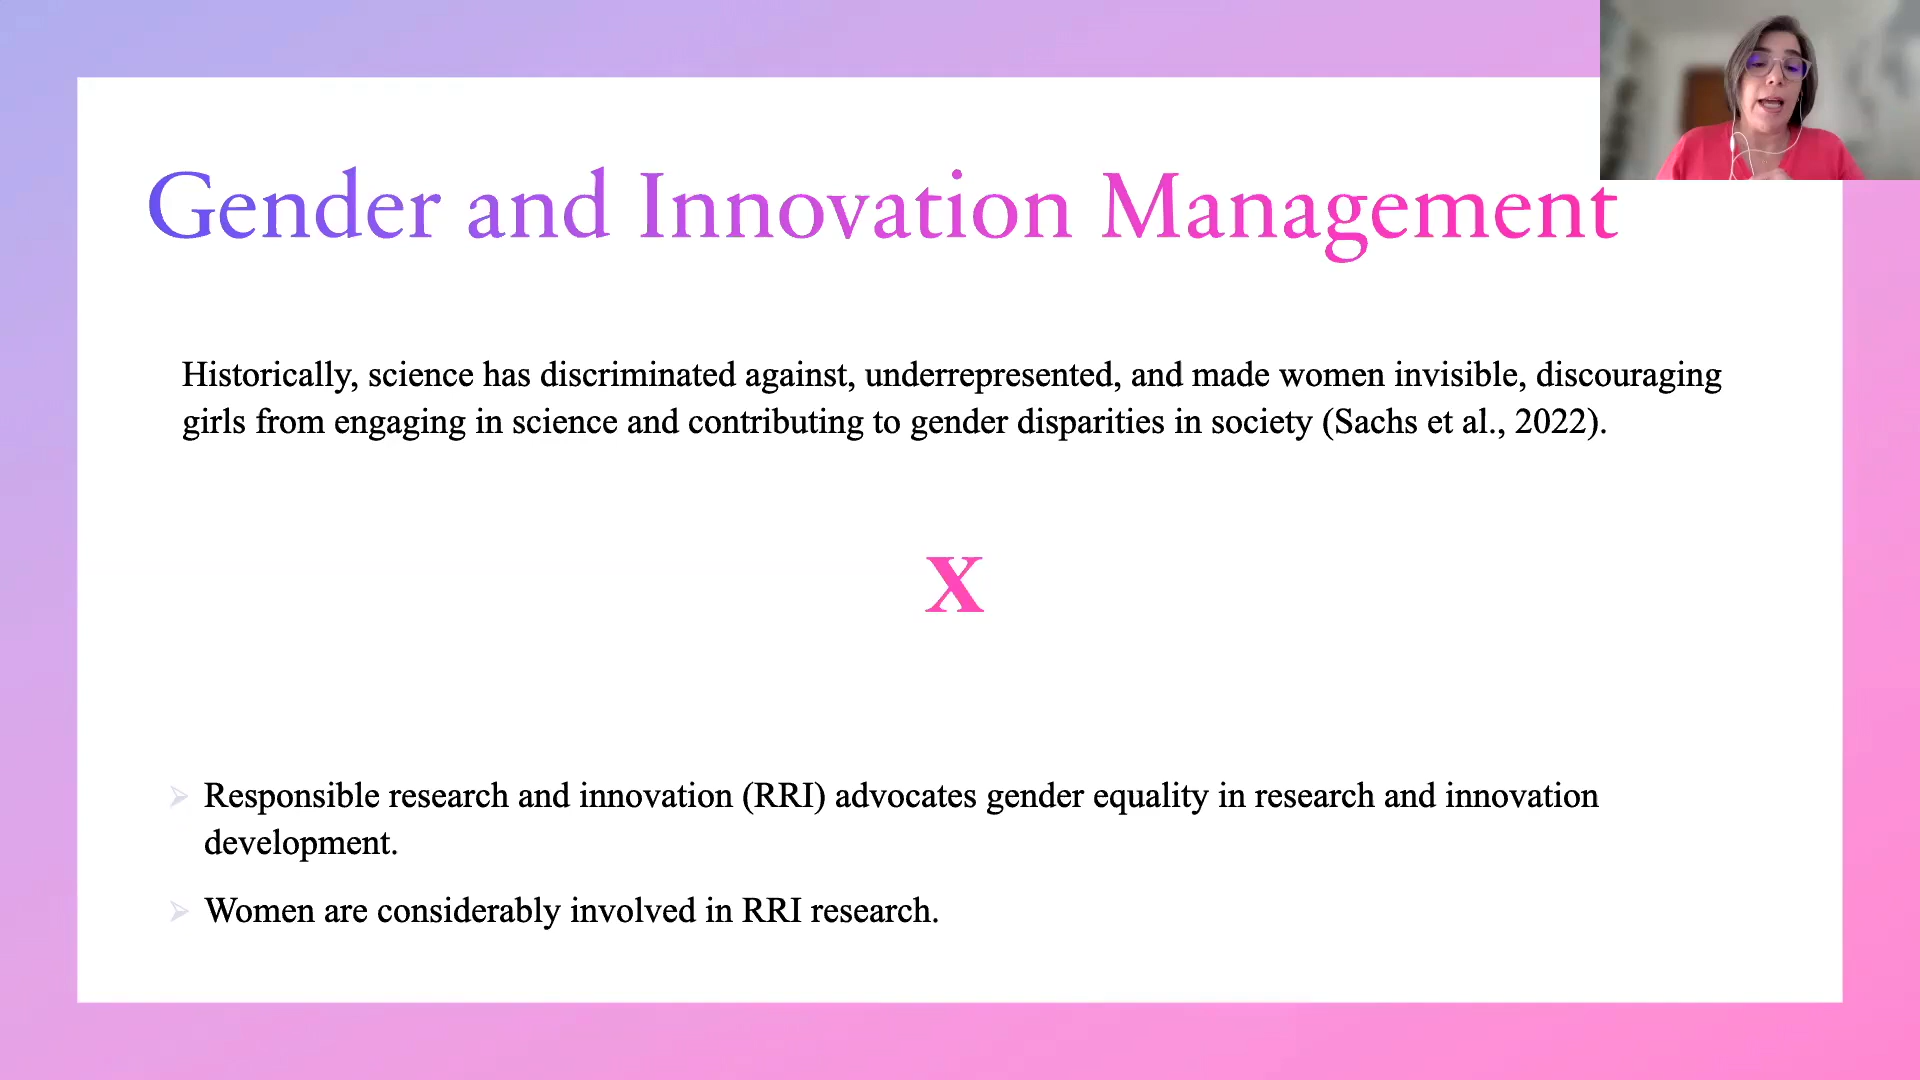 Gender and Innovation Management
Historically, science has discriminated against, underrepresented, and made women invisible, discouraging
girls from engaging in science and contributing to gender disparities in society (Sachs et al., 2022).
X
Responsible research and innovation (RRI) advocates gender equality in research and innovation
development.
Women are considerably involved in RRI research.